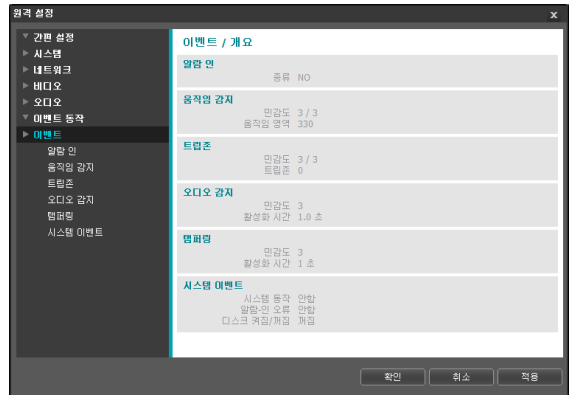 원격 설정
x
간편 설정
시스템
네트워크
비디오
오디오
이벤트 동작
이벤트
알람 인
움직임 감지
트립존
오디오 감지
탬퍼링
시스템 이벤트
이벤트 / 개요
알람 인
종류 NO
움직임 감지
민감도 3 / 3
움직임 영역 330
트립존
민감도 3 / 3
트립존 0
오디오 감지
민감도 3
활성화 시간 1.0 초
탬퍼링
민감도 3
활성화 시간 1 초
시스템 이벤트
시스템 동작 안함
알람-인 오류 안함
디스크 켜짐/꺼짐 꺼짐
확인 취소 적용